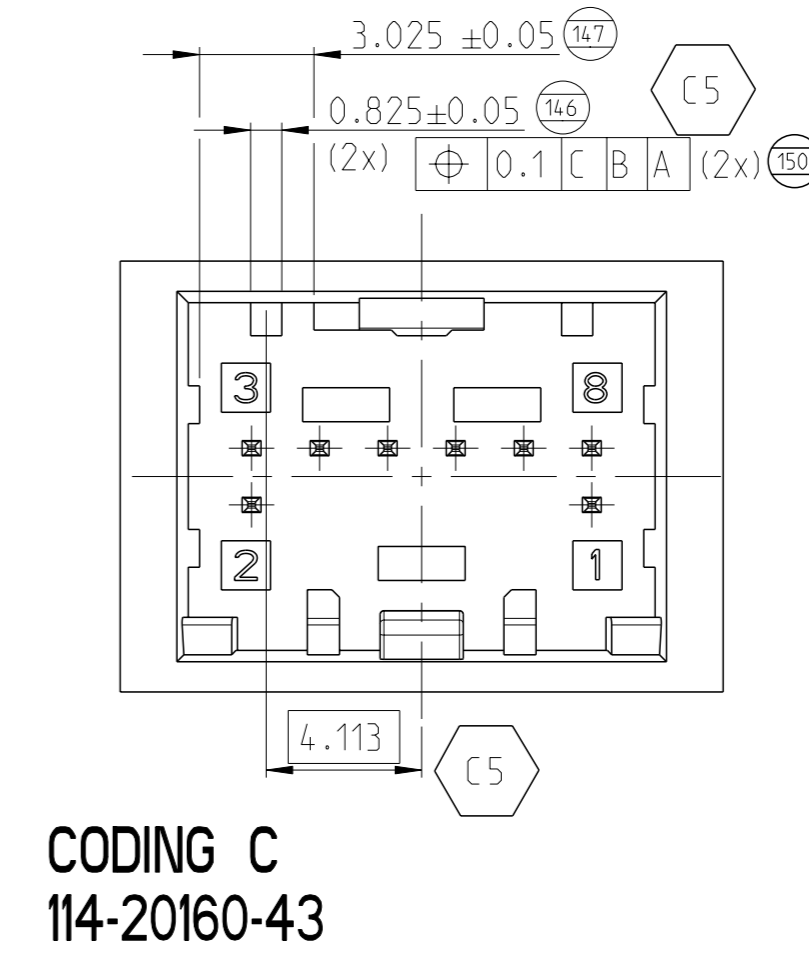 3.025 ±0.05 147
0.825±0.05 146
C5
(2x) ⌖ 0.1 C B A (2x) 150
3 8
2 1
4.113
C5
CODING C
114-20160-43